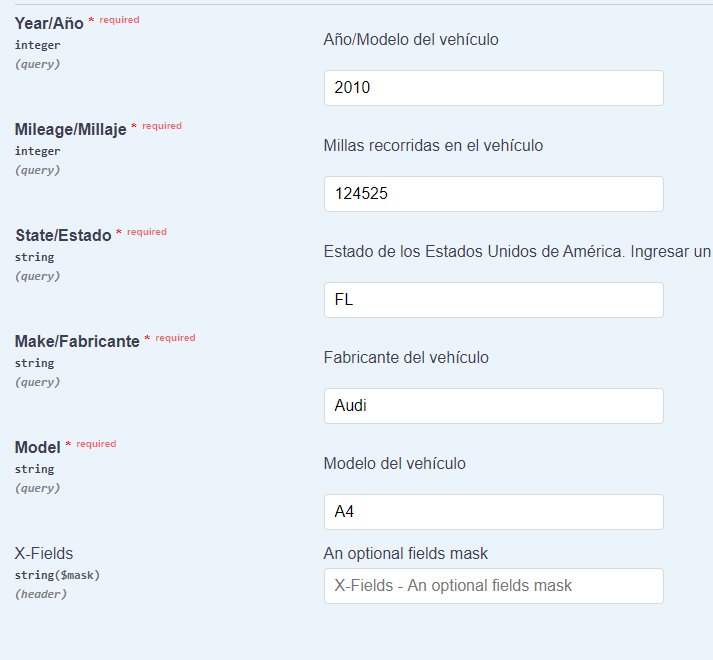 Year/Año * required
integer
(query)
Año/Modelo del vehículo
2010
Mileage/Millaje * required
integer
(query)
Millas recorridas en el vehículo
124525
State/Estado * required
string
(query)
Estado de los Estados Unidos de América. Ingresar un
FL
Make/Fabricante * required
string
(query)
Fabricante del vehículo
Audi
Model * required
string
(query)
Modelo del vehículo
A4
X-Fields
string($mask)
(header)
An optional fields mask
X-Fields - An optional fields mask